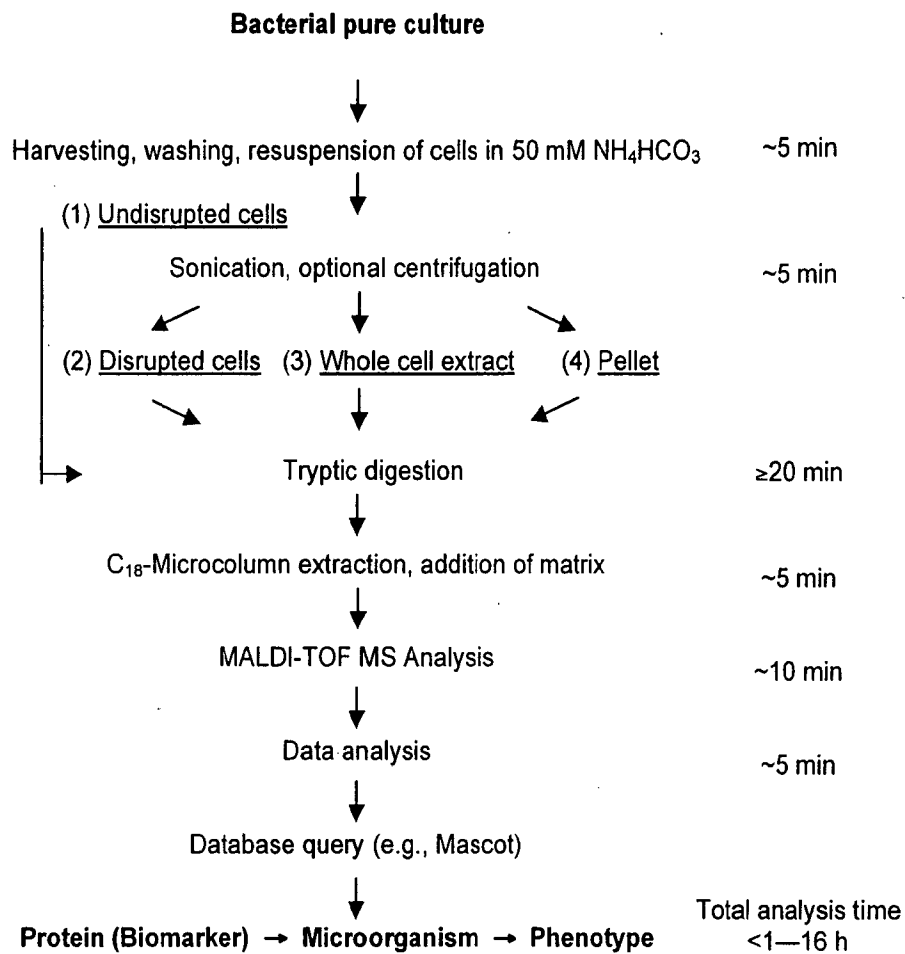 Bacterial pure culture
Harvesting, washing, resuspension of cells in 50 mM NH₄HCO₃ ~5 min
(1) Undisrupted cells
Sonication, optional centrifugation ~5 min
(2) Disrupted cells (3) Whole cell extract (4) Pellet
Tryptic digestion ≥20 min
C₁₈-Microcolumn extraction, addition of matrix ~5 min
MALDI-TOF MS Analysis ~10 min
Data analysis ~5 min
Database query (e.g., Mascot)
Total analysis time
Protein (Biomarker) → Microorganism → Phenotype <1—16 h